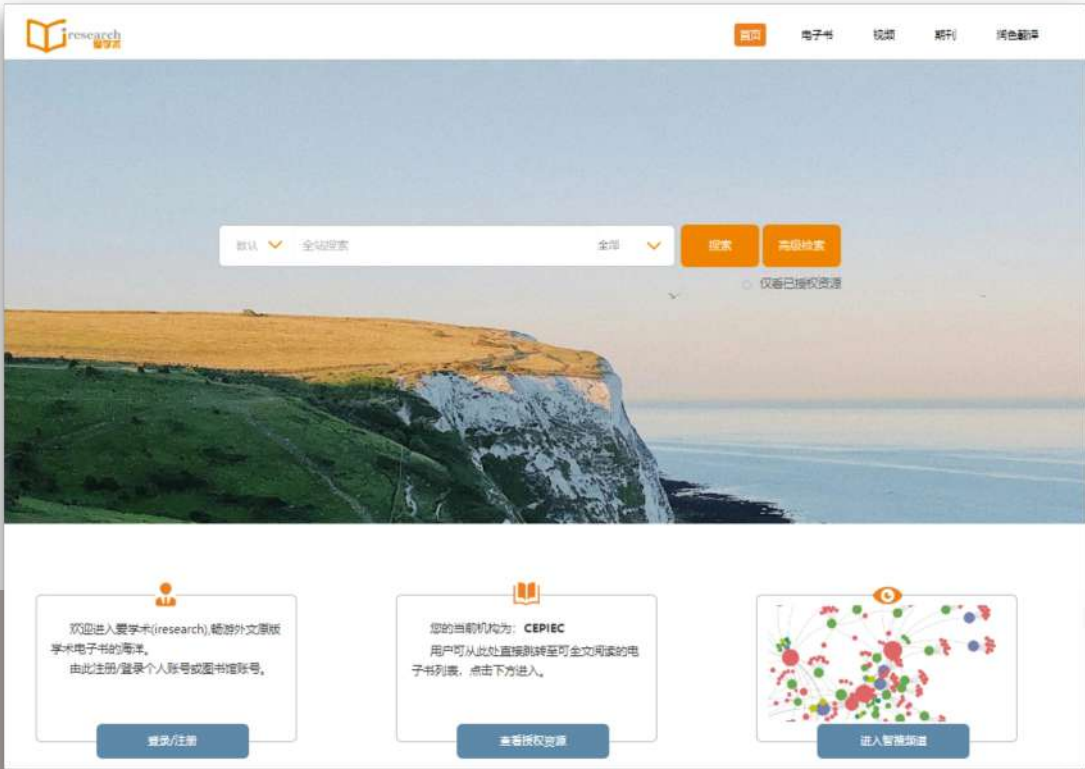 iresearch
爱学术
首页 电子书 视频 期刊 润色翻译
默认 全站搜索 全部 搜索 高级检索
仅看已授权资源
欢迎进入爱学术(iresearch),畅游外文原版
学术电子书的海洋。
由此注册/登录个人账号或图书馆账号。
登录/注册
您的当前机构为：CEPIEC
用户可从此处直接跳转至可全文阅读的电
子书列表，点击下方进入。
查看授权资源
进入智搜频道